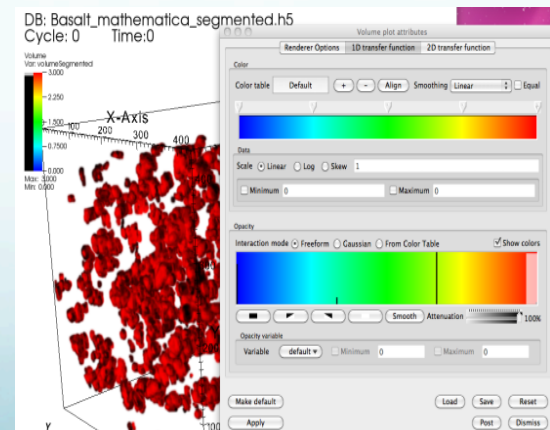 DB: Basalt_mathematica_segmented.h5
Cycle: 0 Time:0
Volume
Var: volumeSegmented
3.000
2.250
1.500
0.7500
0.000
Max: 3.000
Min: 0.000
X-Axis
100 200 300 400
Y
100
Volume plot attributes
Renderer Options 1D transfer function 2D transfer function
Color
Color table Default + - Align Smoothing Linear Equal
Data
Scale Linear Log Skew 1
Minimum 0 Maximum 0
Opacity
Interaction mode Freeform Gaussian From Color Table Show colors
Smooth Attenuation 100%
Opacity variable
Variable default Minimum 0 Maximum 0
Make default Load Save Reset
Apply Post Dismiss